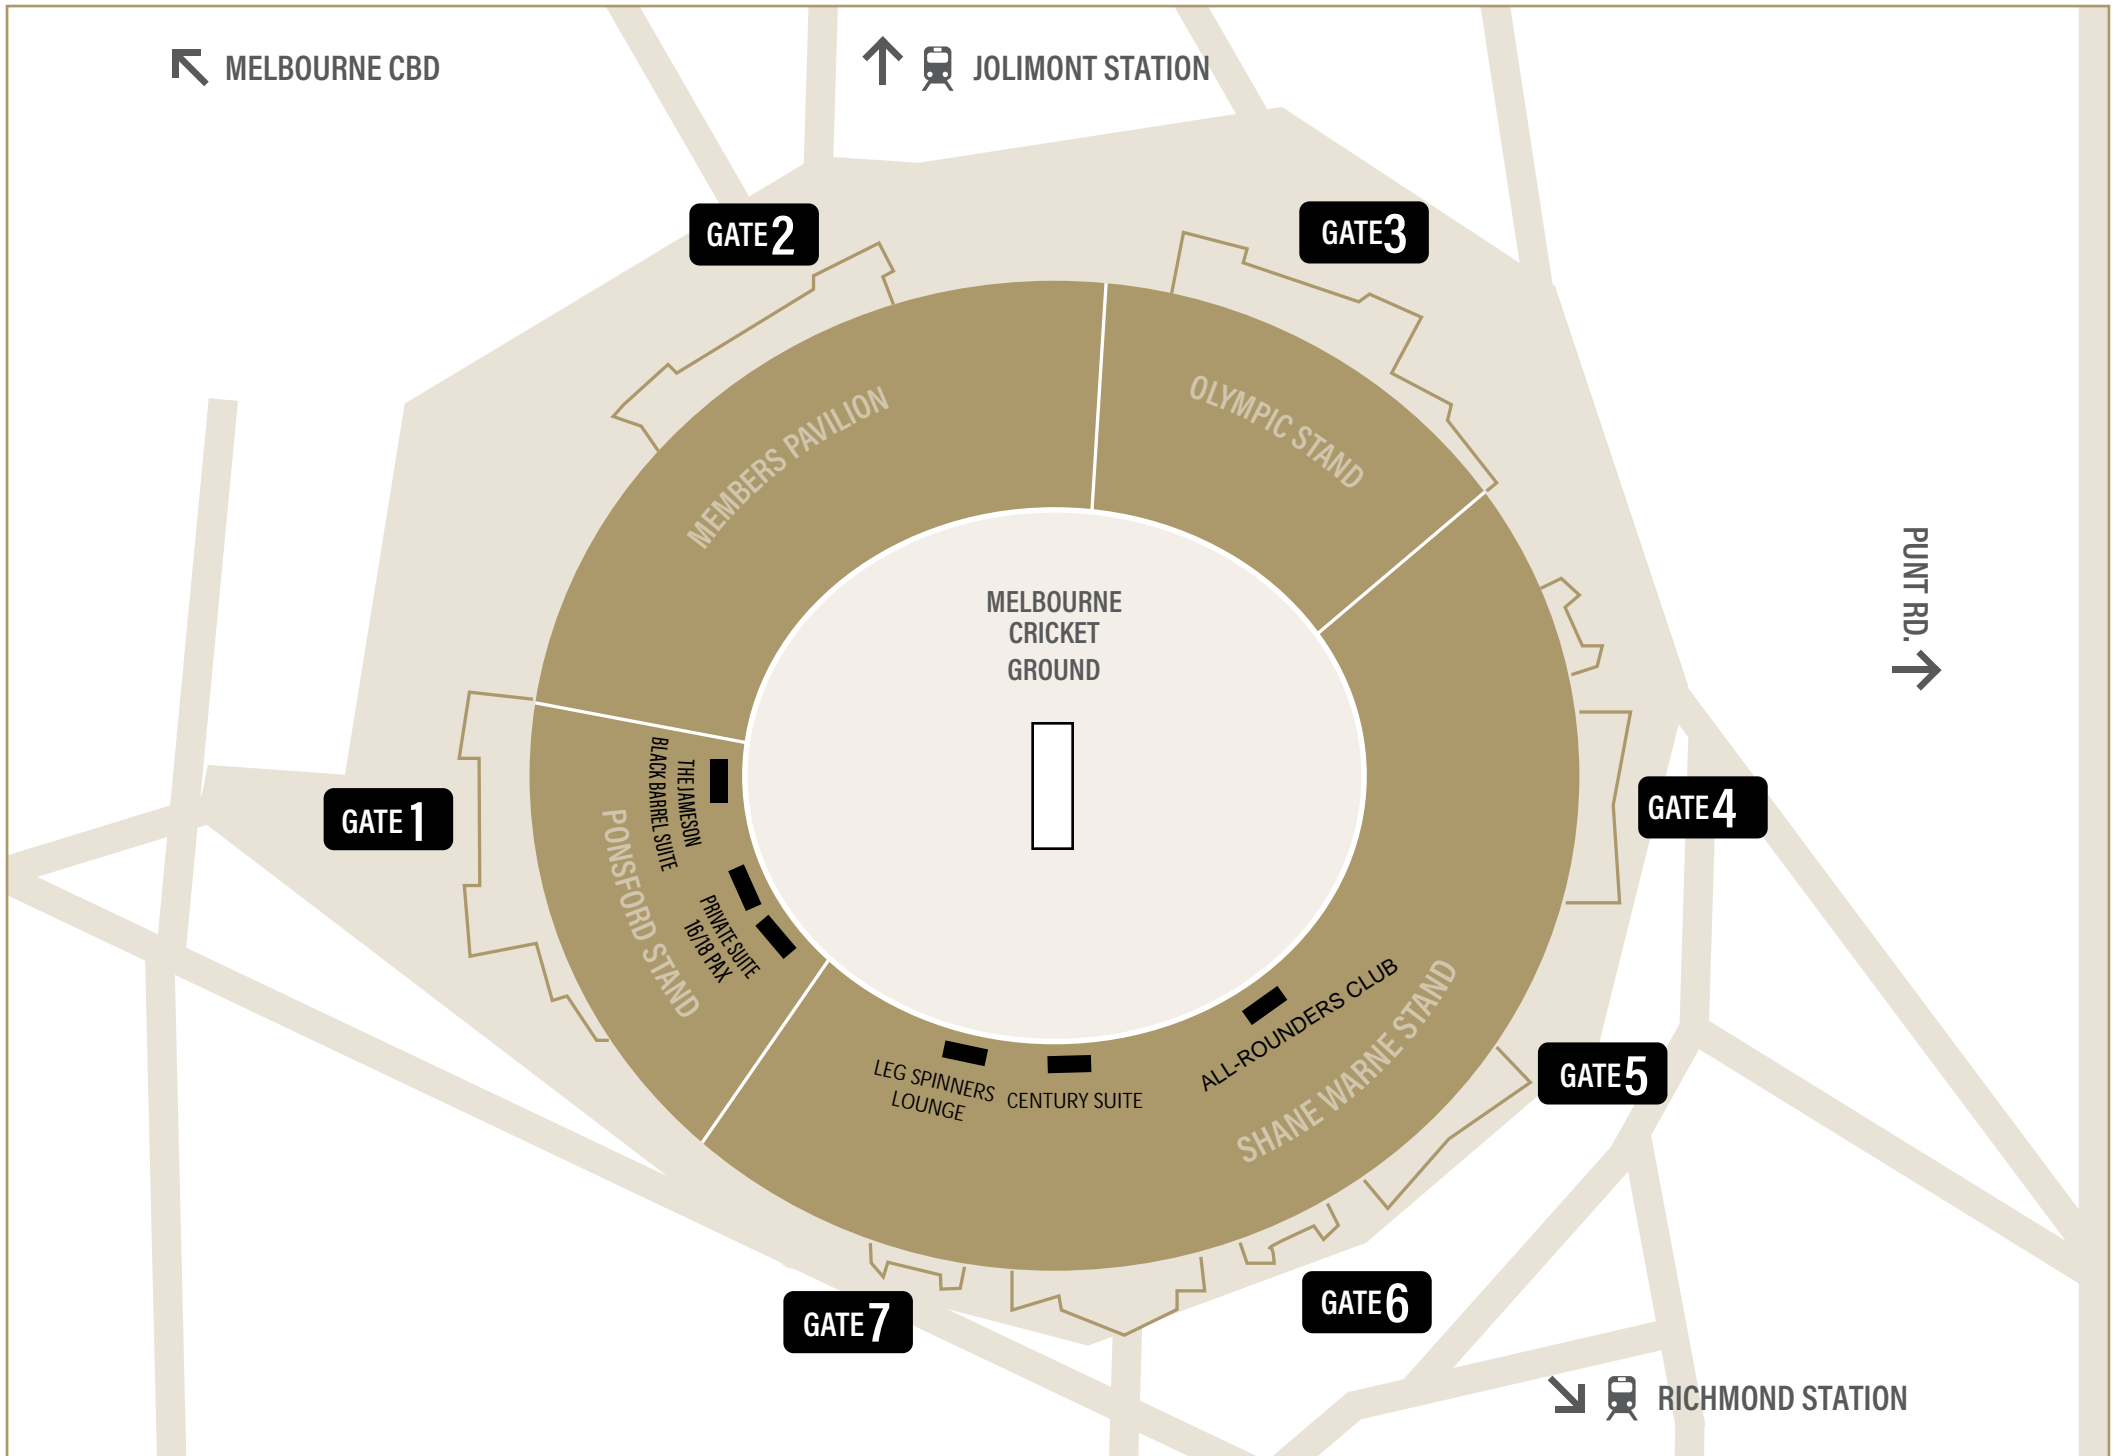 MELBOURNE CBD
JOLIMONT STATION
GATE 2
GATE 3
MEMBERS PAVILION
OLYMPIC STAND
MELBOURNE
CRICKET
GROUND
PUNT RD.
THE JAMESON
BLACK BARREL SUITE
GATE 1
PONSFORD STAND
PRIVATE SUITE
16/18 PAX
GATE 4
LEG SPINNERS
LOUNGE
CENTURY SUITE
ALL-ROUNDERS CLUB
SHANE WARNE STAND
GATE 5
GATE 6
GATE 7
RICHMOND STATION